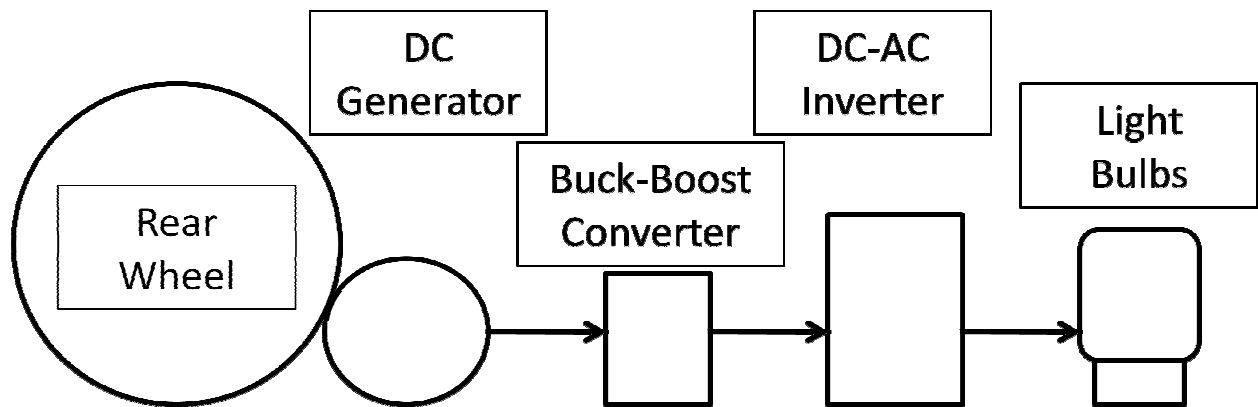 DC
Generator
DC-AC
Inverter
Light
Bulbs
Buck-Boost
Converter
Rear
Wheel